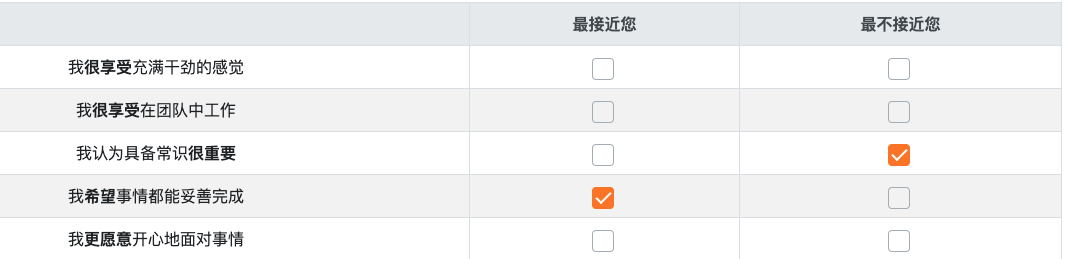 最接近您 最不接近您
我很享受充满干劲的感觉
我很享受在团队中工作
我认为具备常识很重要
我希望事情都能妥善完成
我更愿意开心地面对事情